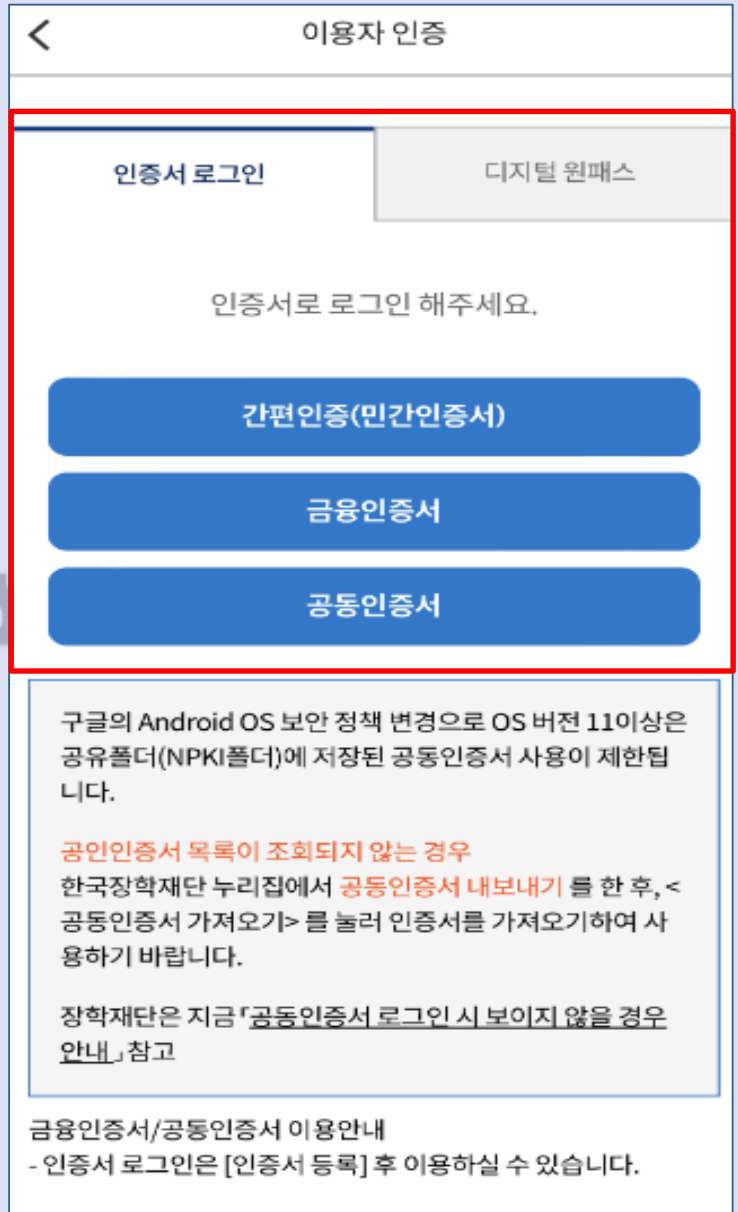 이용자 인증
인증서 로그인
디지털 원패스
인증서로 로그인 해주세요.
간편인증(민간인증서)
금융인증서
공동인증서
구글의 Android OS 보안 정책 변경으로 OS 버전 11이상은
공유폴더(NPKI폴더)에 저장된 공동인증서 사용이 제한됩
니다.
공인인증서 목록이 조회되지 않는 경우
한국장학재단 누리집에서 공동인증서 내보내기 를 한 후, <
공동인증서 가져오기> 를 눌러 인증서를 가져오기하여 사
용하기 바랍니다.
장학재단은 지금「공동인증서 로그인 시 보이지 않을 경우
안내」참고
금융인증서/공동인증서 이용안내
- 인증서 로그인은 [인증서 등록] 후 이용하실 수 있습니다.